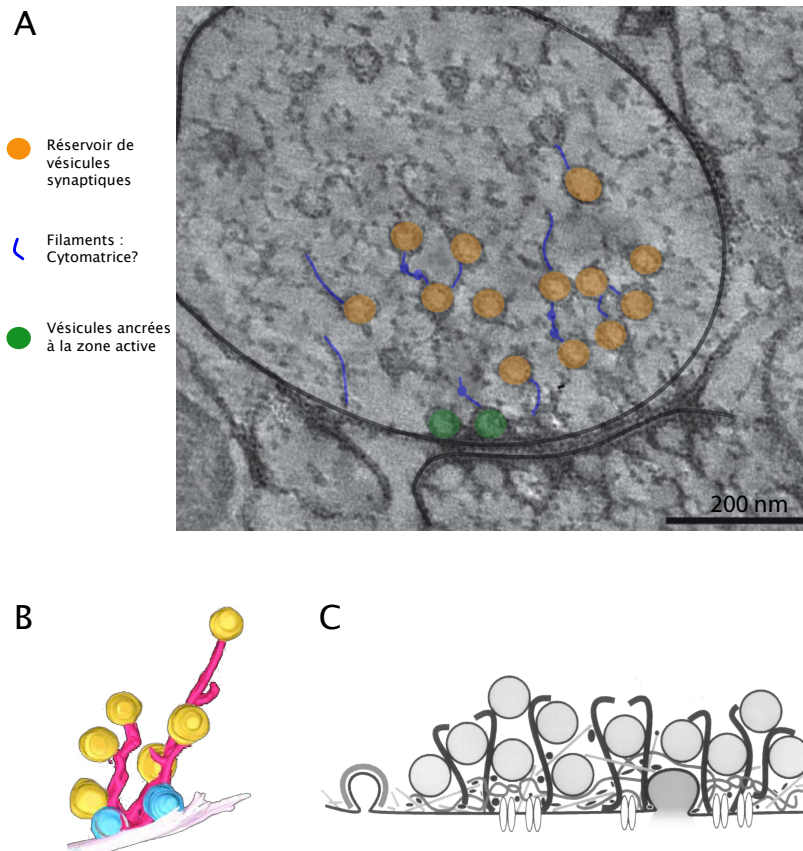 A
Réservoir de
vésicules
synaptiques
Filaments :
Cytomatrice?
Vésicules ancrées
à la zone active
200 nm
B
C